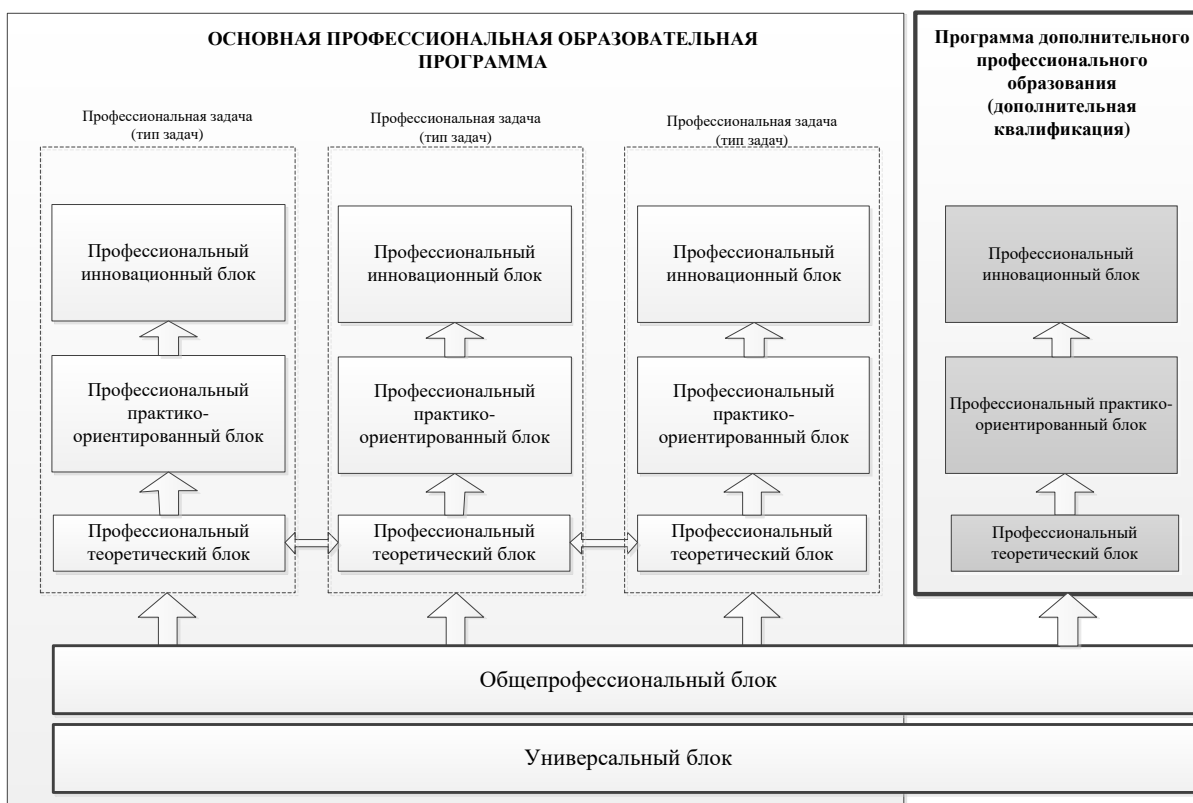 ОСНОВНАЯ ПРОФЕССИОНАЛЬНАЯ ОБРАЗОВАТЕЛЬНАЯ
ПРОГРАММА
Профессиональная задача
(тип задач)
Профессиональный
инновационный блок
Профессиональный
практико-
ориентированный блок
Профессиональный
теоретический блок
Профессиональная задача
(тип задач)
Профессиональный
инновационный блок
Профессиональный
практико-
ориентированный блок
Профессиональный
теоретический блок
Профессиональная задача
(тип задач)
Профессиональный
инновационный блок
Профессиональный
практико-
ориентированный блок
Профессиональный
теоретический блок
Программа дополнительного
профессионального
образования
(дополнительная
квалификация)
Профессиональный
инновационный блок
Профессиональный практико-
ориентированный блок
Профессиональный
теоретический блок
Общепрофессиональный блок
Универсальный блок